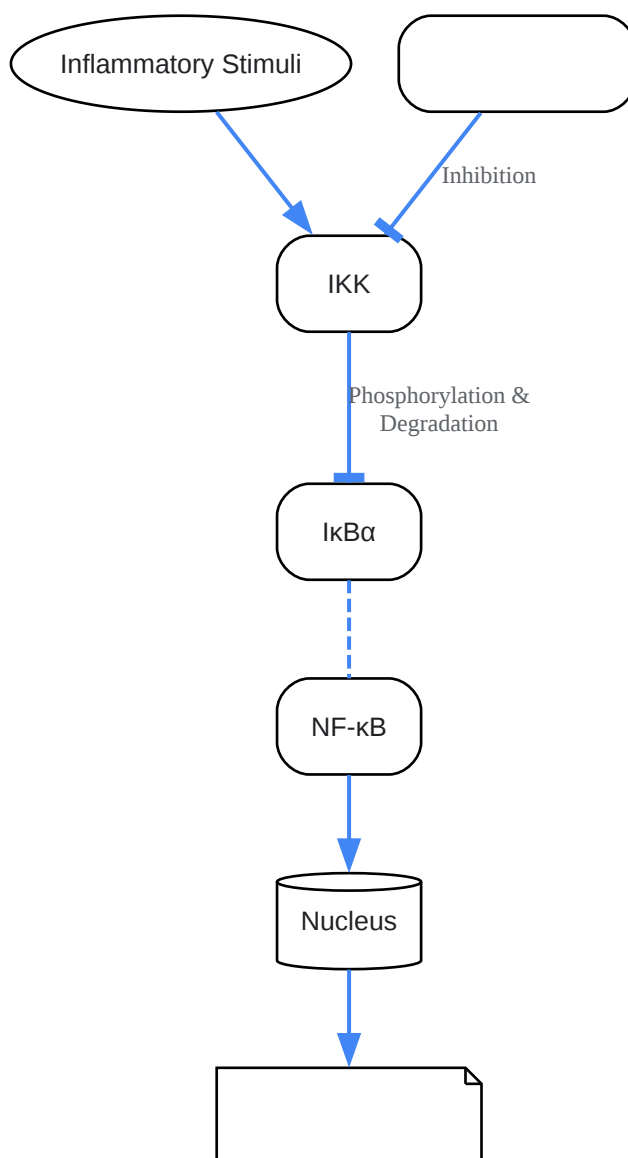 Inflammatory Stimuli
Inhibition
IKK
Phosphorylation &
Degradation
IκBα
NF-κB
Nucleus